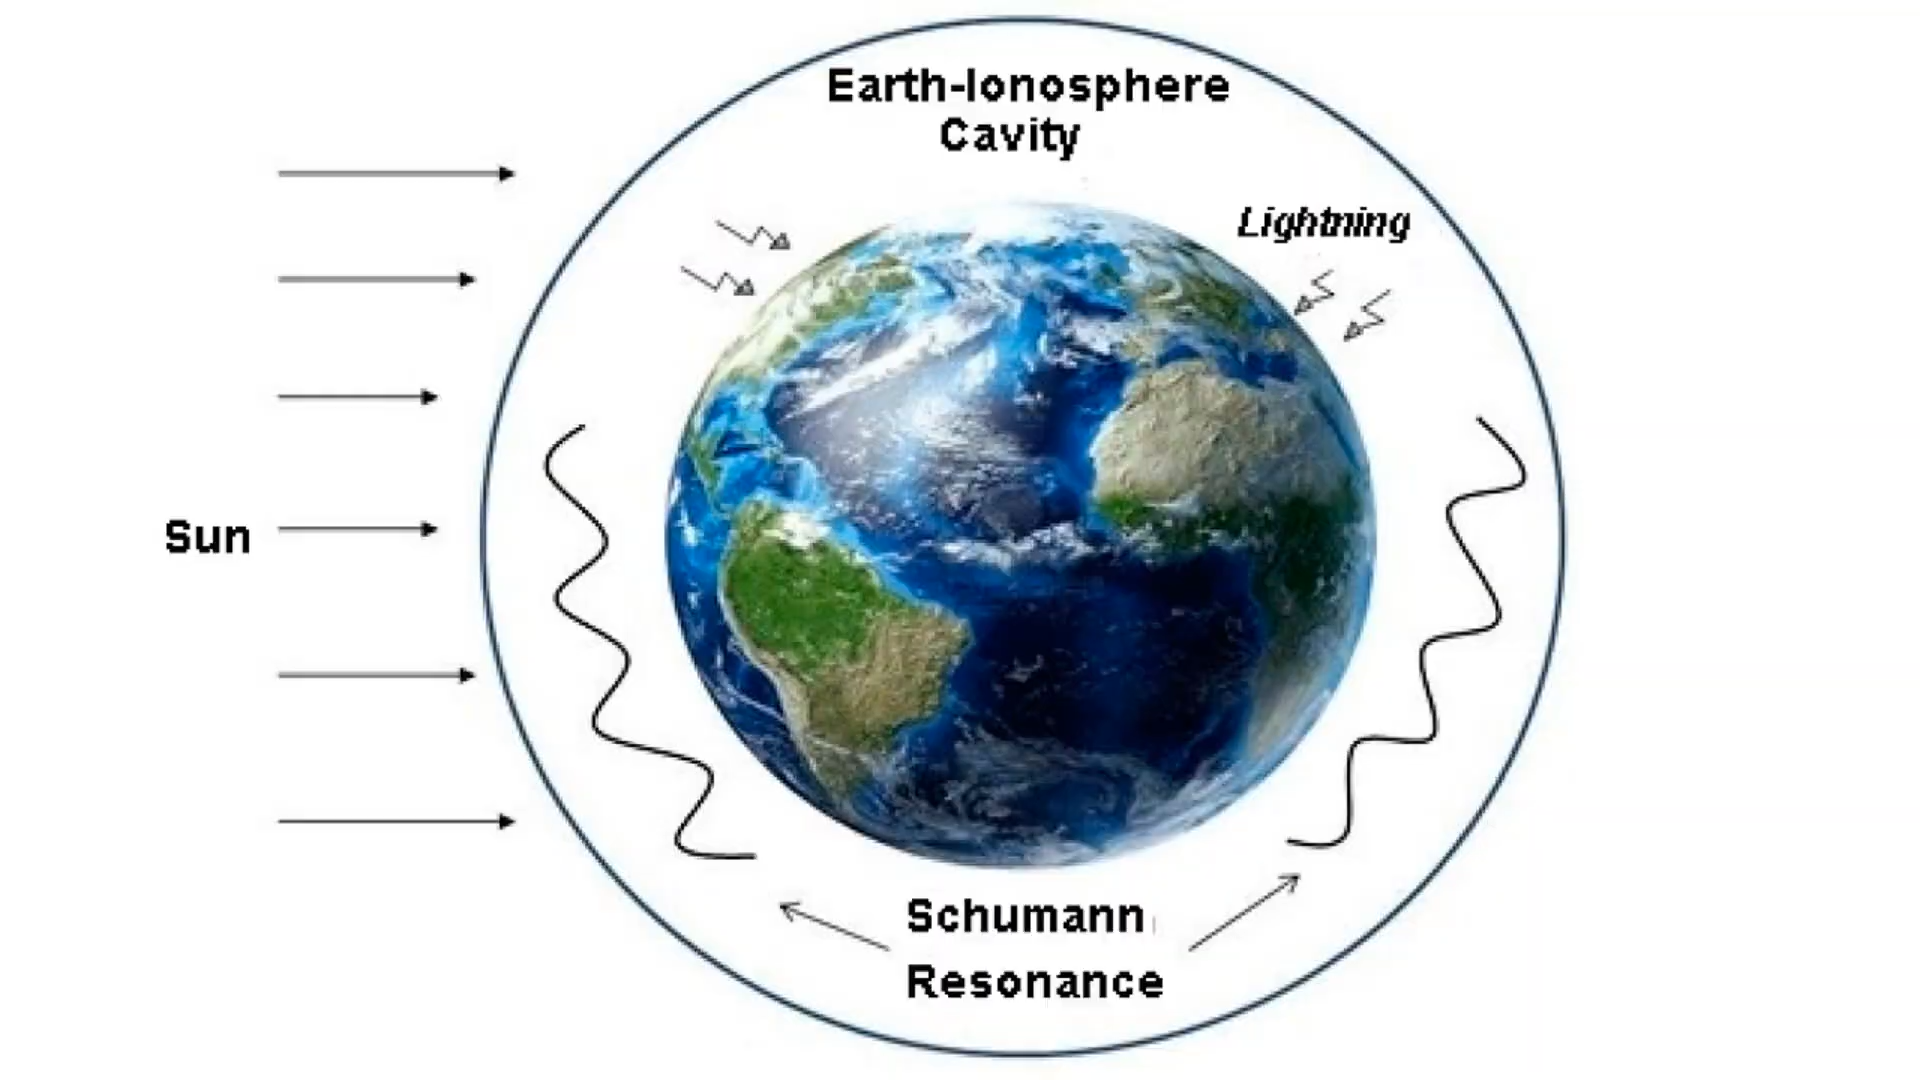 Earth-Ionosphere
Cavity
Lightning
Sun
Schumann
Resonance